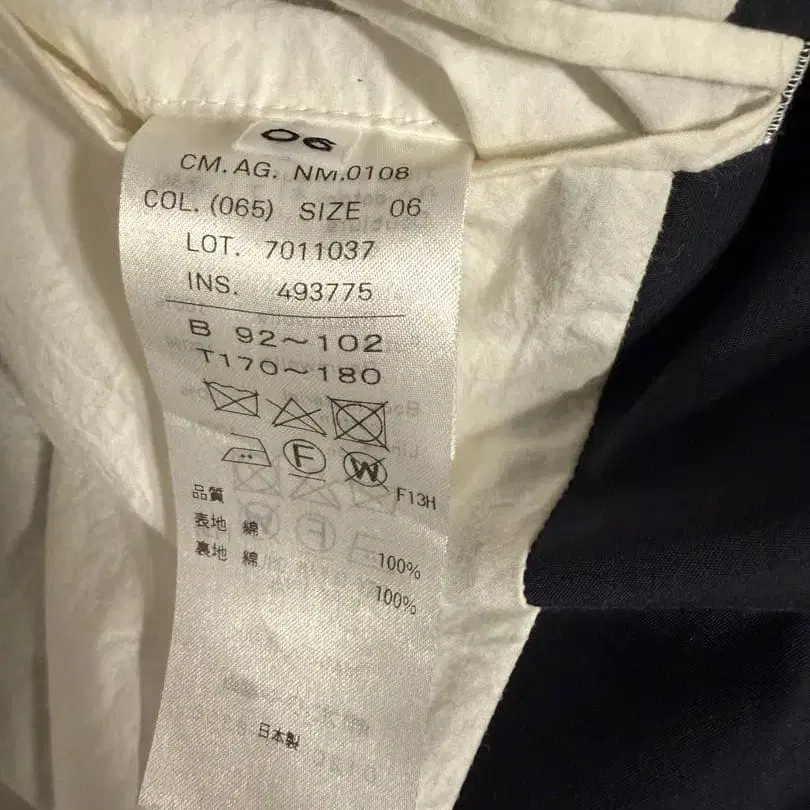 06
CM.AG. NM.0108
COL.(065) SIZE 06
LOT. 7011037
INS. 493775
B 92～102
T170～180
F W
F13H
品質
表地 綿 100%
裏地 綿 100%
日本製